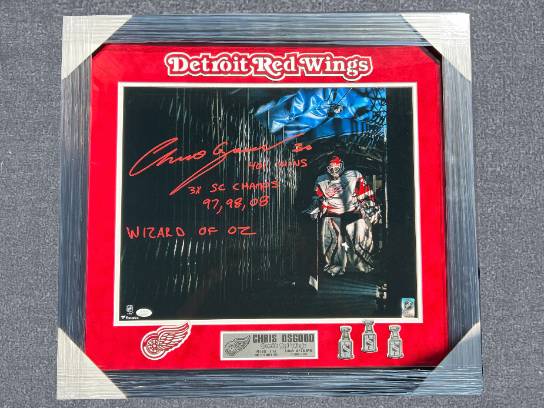 Detroit Red Wings
Chris Osgood 30
401 WINS
3X SC CHAMPS
97, 98, 08
WIZARD OF OZ
CHRIS OSGOOD